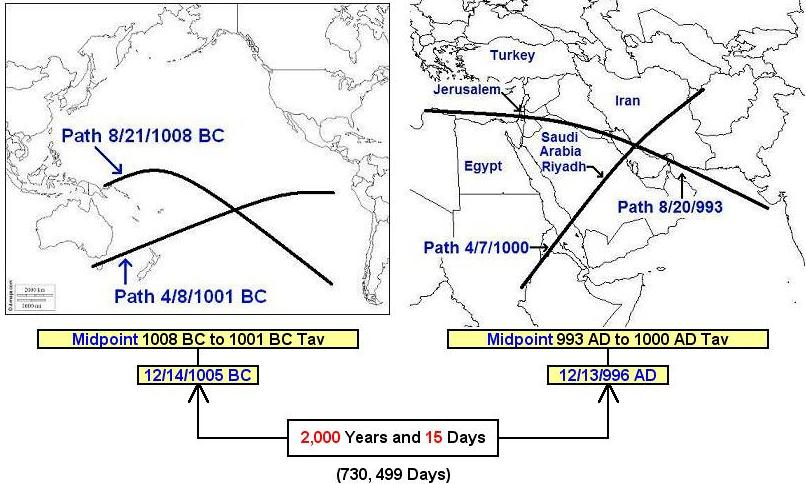 Path 8/21/1008 BC
Path 4/8/1001 BC
2000 km
Turkey
Jerusalem
Iran
Saudi
Arabia
Riyadh
Egypt
Path 8/20/993
Path 4/7/1000
Midpoint 1008 BC to 1001 BC Tav
Midpoint 993 AD to 1000 AD Tav
12/14/1005 BC
12/13/996 AD
2,000 Years and 15 Days
(730, 499 Days)